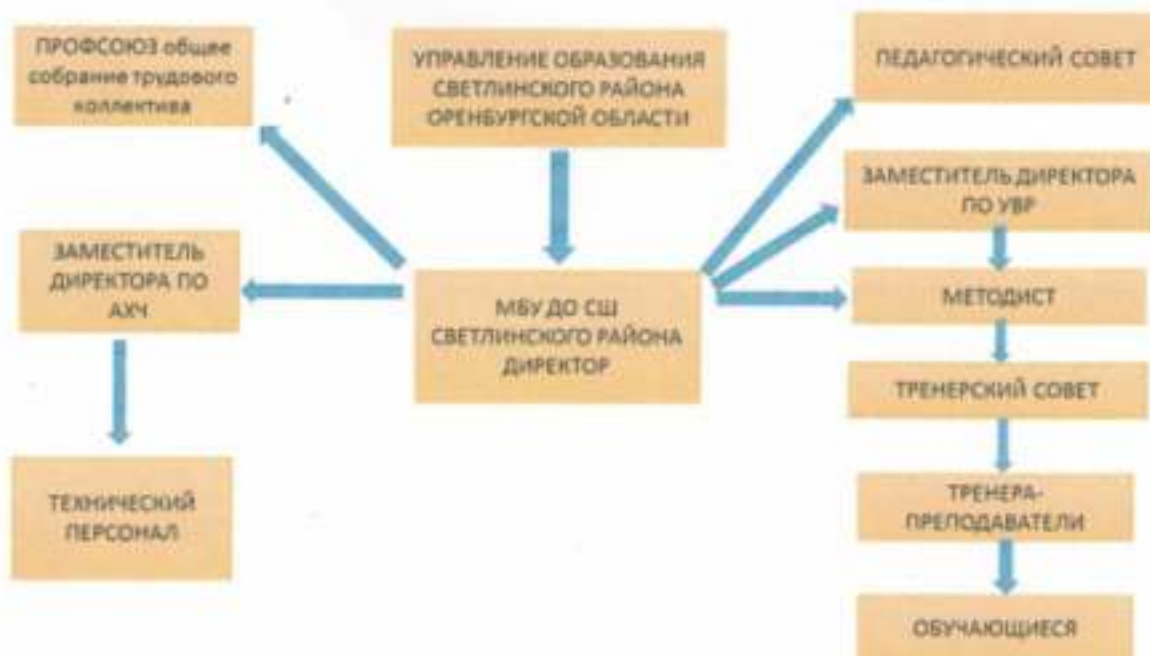 ПРОФСОЮЗ общее
собрание трудового
коллектива
УПРАВЛЕНИЕ ОБРАЗОВАНИЯ
СВЕТЛИНСКОГО РАЙОНА
ОРЕНБУРГСКОЙ ОБЛАСТИ
ПЕДАГОГИЧЕСКИЙ СОВЕТ
ЗАМЕСТИТЕЛЬ ДИРЕКТОРА
ПО УВР
ЗАМЕСТИТЕЛЬ
ДИРЕКТОРА ПО
АХЧ
МБУ ДО СШ
СВЕТЛИНСКОГО РАЙОНА
ДИРЕКТОР
МЕТОДИСТ
ТРЕНЕРСКИЙ СОВЕТ
ТЕХНИЧЕСКИЙ
ПЕРСОНАЛ
ТРЕНЕРА-
ПРЕПОДАВАТЕЛИ
ОБУЧАЮЩИЕСЯ